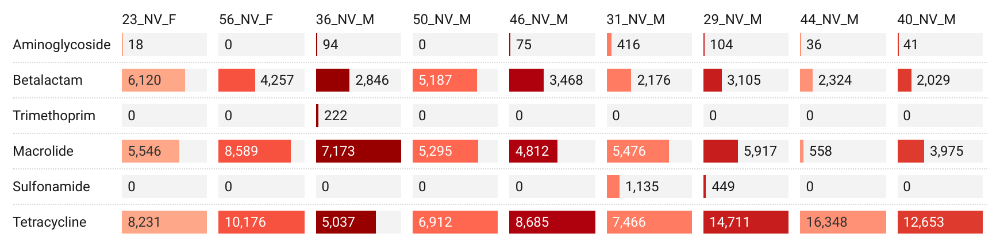 23_NV_F 56_NV_F 36_NV_M 50_NV_M 46_NV_M 31_NV_M 29_NV_M 44_NV_M 40_NV_M
Aminoglycoside 18 0 94 0 75 416 104 36 41
Betalactam 6,120 4,257 2,846 5,187 3,468 2,176 3,105 2,324 2,029
Trimethoprim 0 0 222 0 0 0 0 0 0
Macrolide 5,546 8,589 7,173 5,295 4,812 5,476 5,917 558 3,975
Sulfonamide 0 0 0 0 0 1,135 449 0 0
Tetracycline 8,231 10,176 5,037 6,912 8,685 7,466 14,711 16,348 12,653